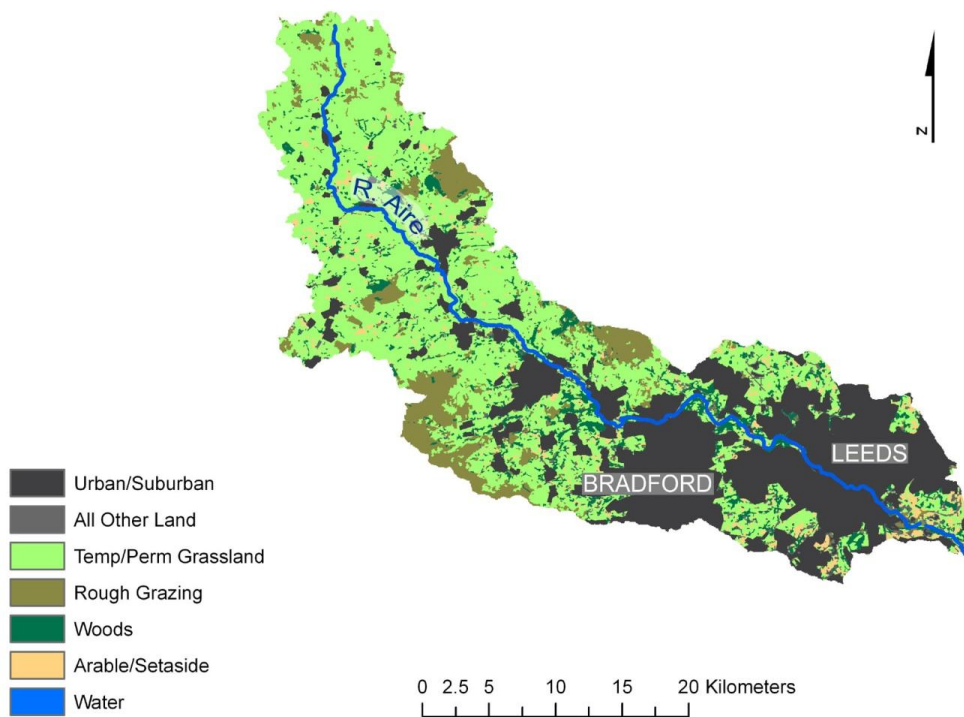 N
R. Aire
LEEDS
BRADFORD
Urban/Suburban
All Other Land
Temp/Perm Grassland
Rough Grazing
Woods
Arable/Setaside
Water
0 2.5 5 10 15 20 Kilometers